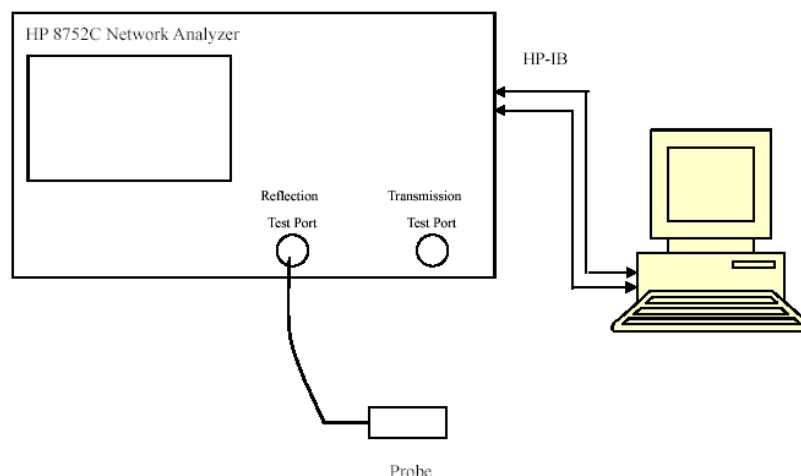 HP 8752C Network Analyzer
HP-IB
Reflection
Test Port
Transmission
Test Port
Probe